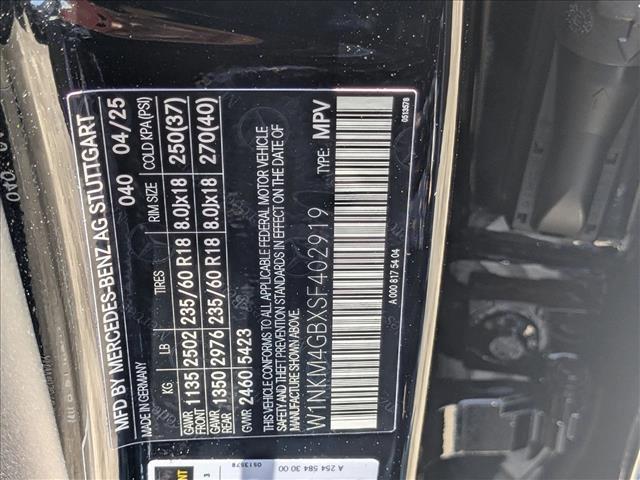 MFD BY MERCEDES-BENZ AG STUTTGART
MADE IN GERMANY 040 04/25
KG LB TIRES RIM SIZE COLD KPA(PSI)
GAWR FRONT 1135 2502 235/60 R18 8.0Jx18 250(37)
GAWR REAR 1350 2976 235/60 R18 8.0Jx18 270(40)
GVWR 2460 5423
THIS VEHICLE CONFORMS TO ALL APPLICABLE FEDERAL MOTOR VEHICLE
SAFETY AND THEFT PREVENTION STANDARDS IN EFFECT ON THE DATE OF
MANUFACTURE SHOWN ABOVE.
W1NKM4GBXSF402919 TYPE: MPV
A 000 817 54 04 0513578
0513578
A 254 584 30 00